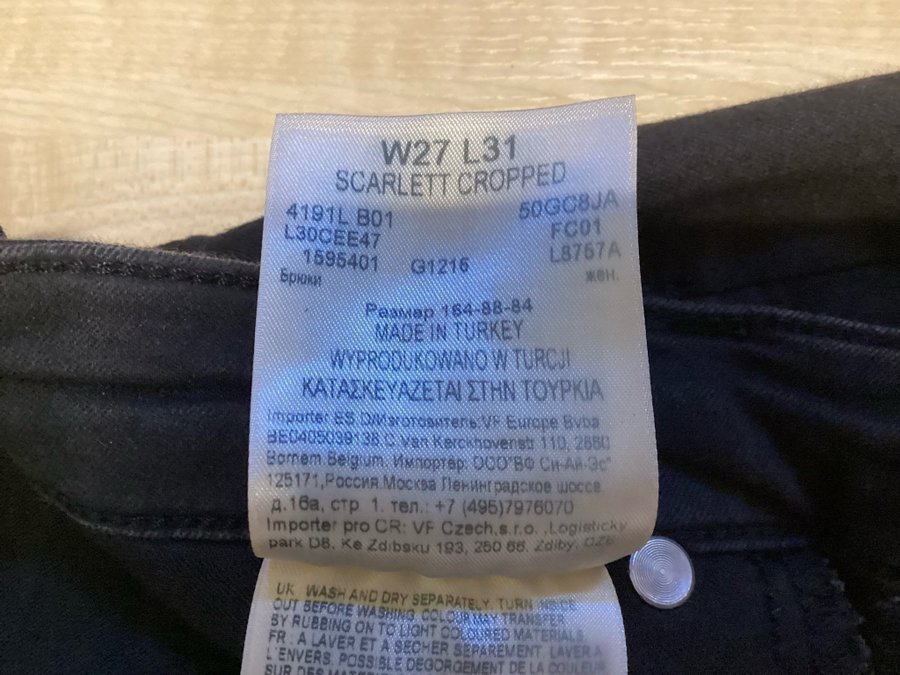 W27 L31
SCARLETT CROPPED
4191L B01 50GC8JA
L30CEE47 FC01
1595401 G1216 L8757A
Брюки жен.
Размер 164-88-84
MADE IN TURKEY
WYPRODUKOWANO W TURCJI
ΚΑΤΑΣΚΕΥΑΖΕΤΑΙ ΣΤΗΝ ΤΟΥΡΚΙΑ
Importer ES.D/Изготовитель:VF Europe Bvba
BE0405039138,C.Van Kerckhovenstr 110, 2880
Bornem Belgium. Импортёр: ООО"ВФ Си-Ай-Эс"
125171,Россия.Москва Ленинградское шоссе
д.16а, стр 1. тел.: +7 (495)7976070
Importer pro CR: VF Czech,s.r.o. ,Logisticky
park D8, Ke Zdibsku 193, 250 66, Zdiby, CZE
UK WASH AND DRY SEPARATELY. TURN INSIDE
OUT BEFORE WASHING. COLOUR MAY TRANSFER
BY RUBBING ON TO LIGHT COLOURED MATERIALS.
FR : A LAVER ET A SECHER SEPAREMENT. LAVER A
L'ENVERS. POSSIBLE DEGORGEMENT DE LA COULEUR
SUR DES